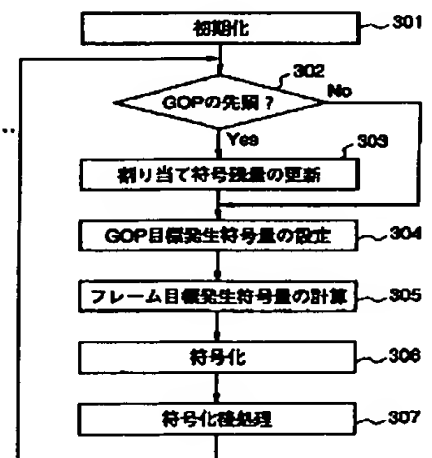 初期化
301
302
GOPの先頭?
No
Yes
303
割り当て符号残量の更新
GOP目標発生符号量の設定
304
フレーム目標発生符号量の計算
305
符号化
306
符号化後処理
307